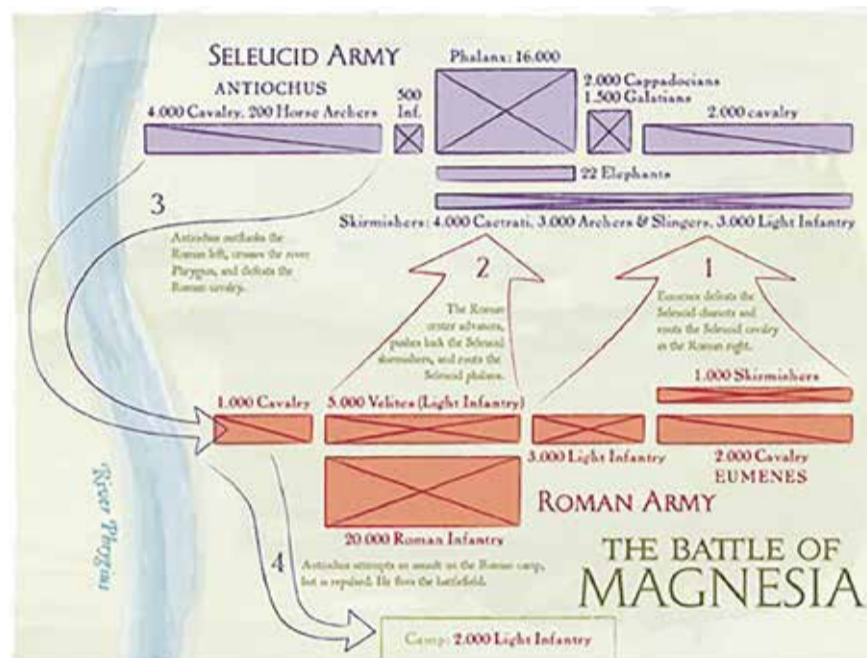 SELEUCID ARMY
ANTIOCHUS
4.000 Cavalry, 200 Horse Archers
500
Inf.
Phalanx: 16.000
2.000 Cappadocians
1.500 Galatians
2.000 cavalry
22 Elephants
Skirmishers: 4.000 Caetrati, 3.000 Archers & Slingers, 3.000 Light Infantry
3
Antiochus outflanks the
Roman left, crosses the river
Phrygius, and defeats the
Roman cavalry.
2
The Roman
center advances,
pushes back the Seleucid
skirmishers, and routs the
Seleucid phalanx.
1
Eumenes defeats the
Seleucid chariots and
routs the Seleucid cavalry
on the Roman right.
1.000 Skirmishers
1.000 Cavalry
3.000 Light Infantry
2.000 Cavalry
EUMENES
Velites (Light Infantry)
20.000 Roman Infantry
ROMAN ARMY
River Phrygius
4
Antiochus attempts an assault on the Roman camp,
but is repulsed. He flees the battlefield.
Camp: 2.000 Light Infantry
THE BATTLE OF
MAGNESIA